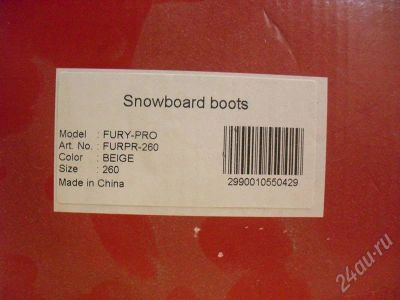 Snowboard boots
Model : FURY-PRO
Art. No. : FURPR-260
Color : BEIGE
Size : 260
Made in China
2990010550429
24au.ru